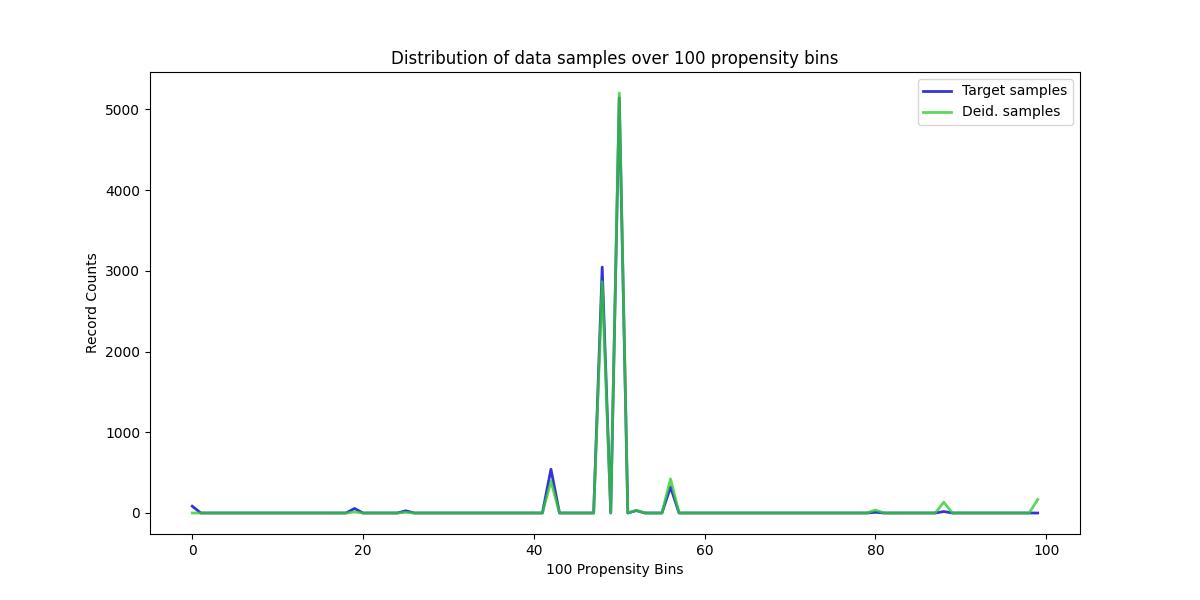 Distribution of data samples over 100 propensity bins
Target samples
Deid. samples
5000
4000
3000
2000
1000
0
Record Counts
0 20 40 60 80 100
100 Propensity Bins